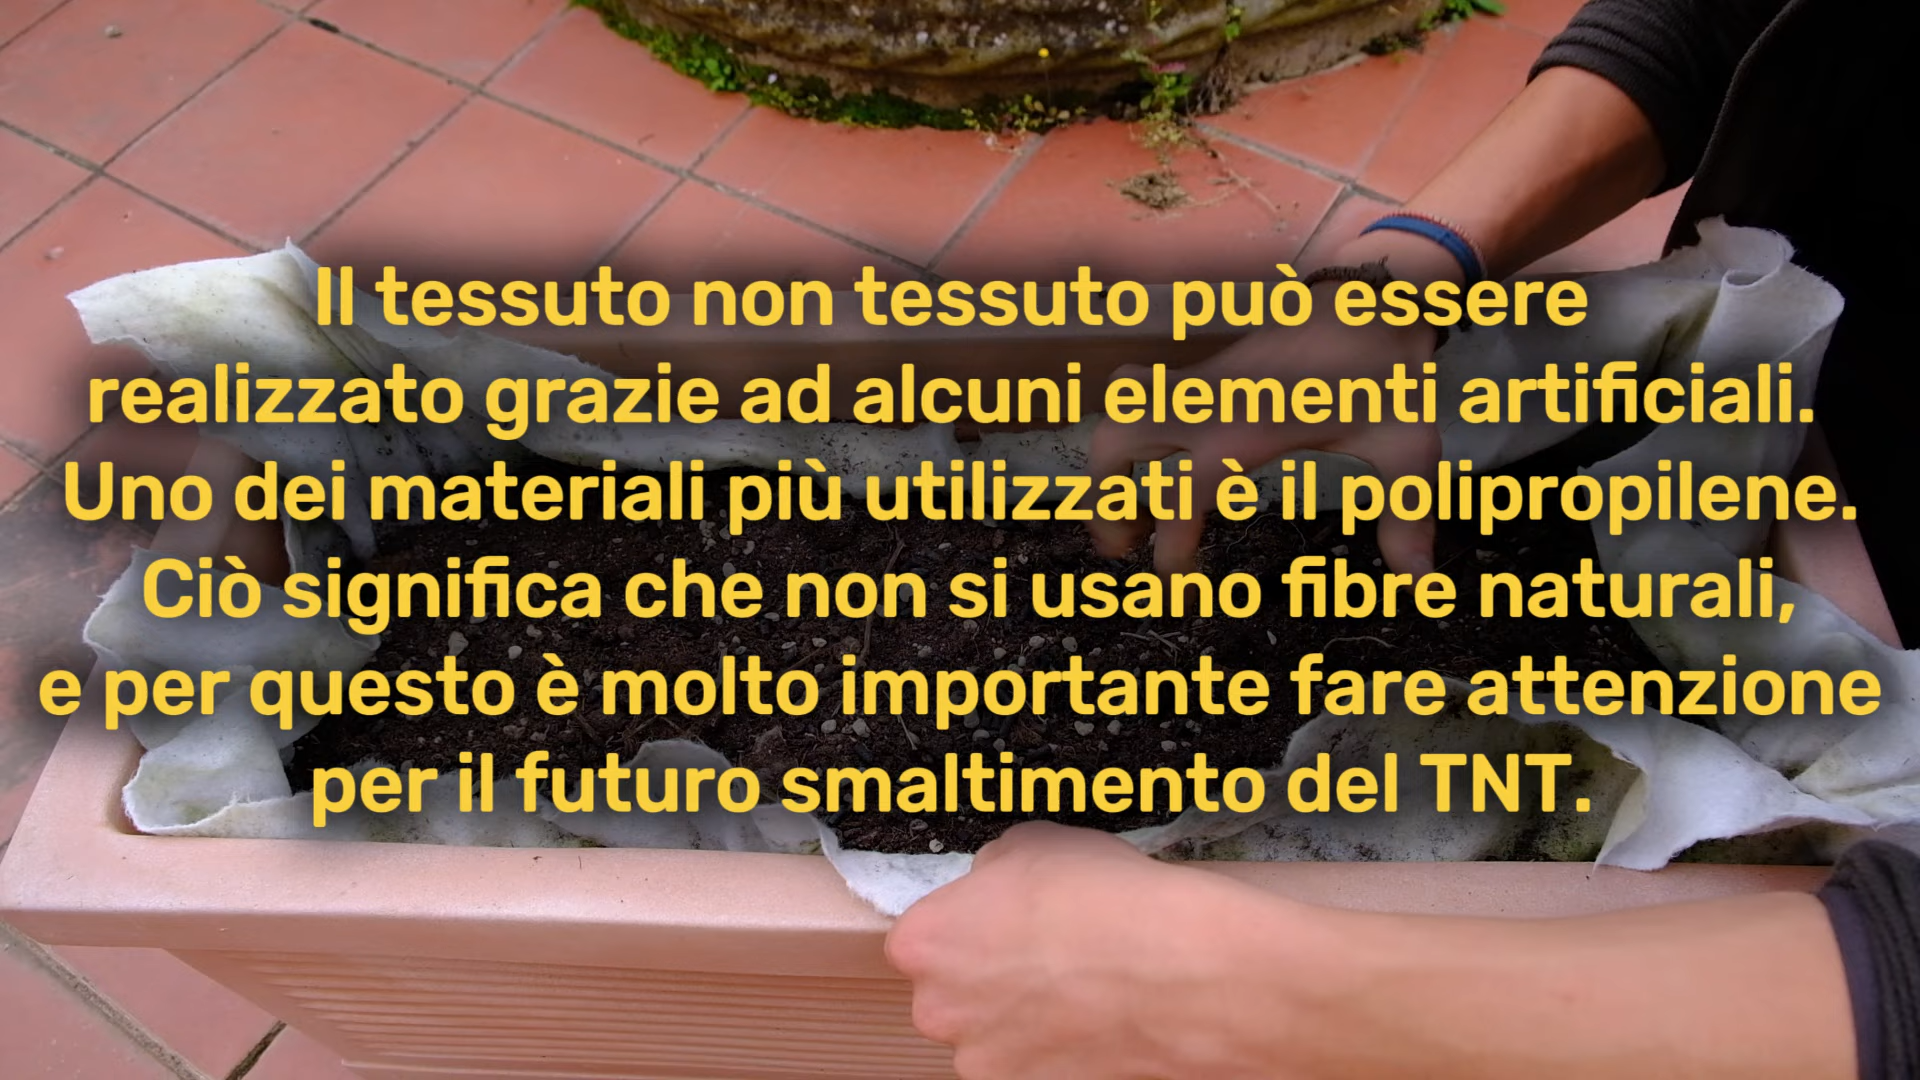 Il tessuto non tessuto può essere
realizzato grazie ad alcuni elementi artificiali.
Uno dei materiali più utilizzati è il polipropilene.
Ciò significa che non si usano fibre naturali,
e per questo è molto importante fare attenzione
per il futuro smaltimento del TNT.